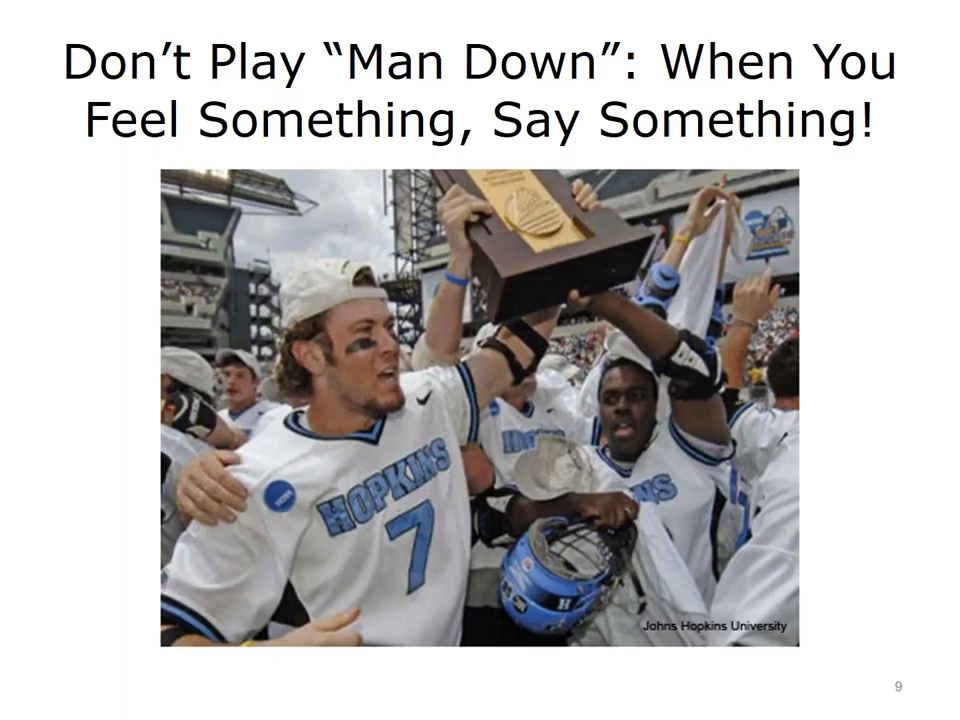 Don’t Play “Man Down”: When You
Feel Something, Say Something!
HOPKINS
7
H
Johns Hopkins University
9